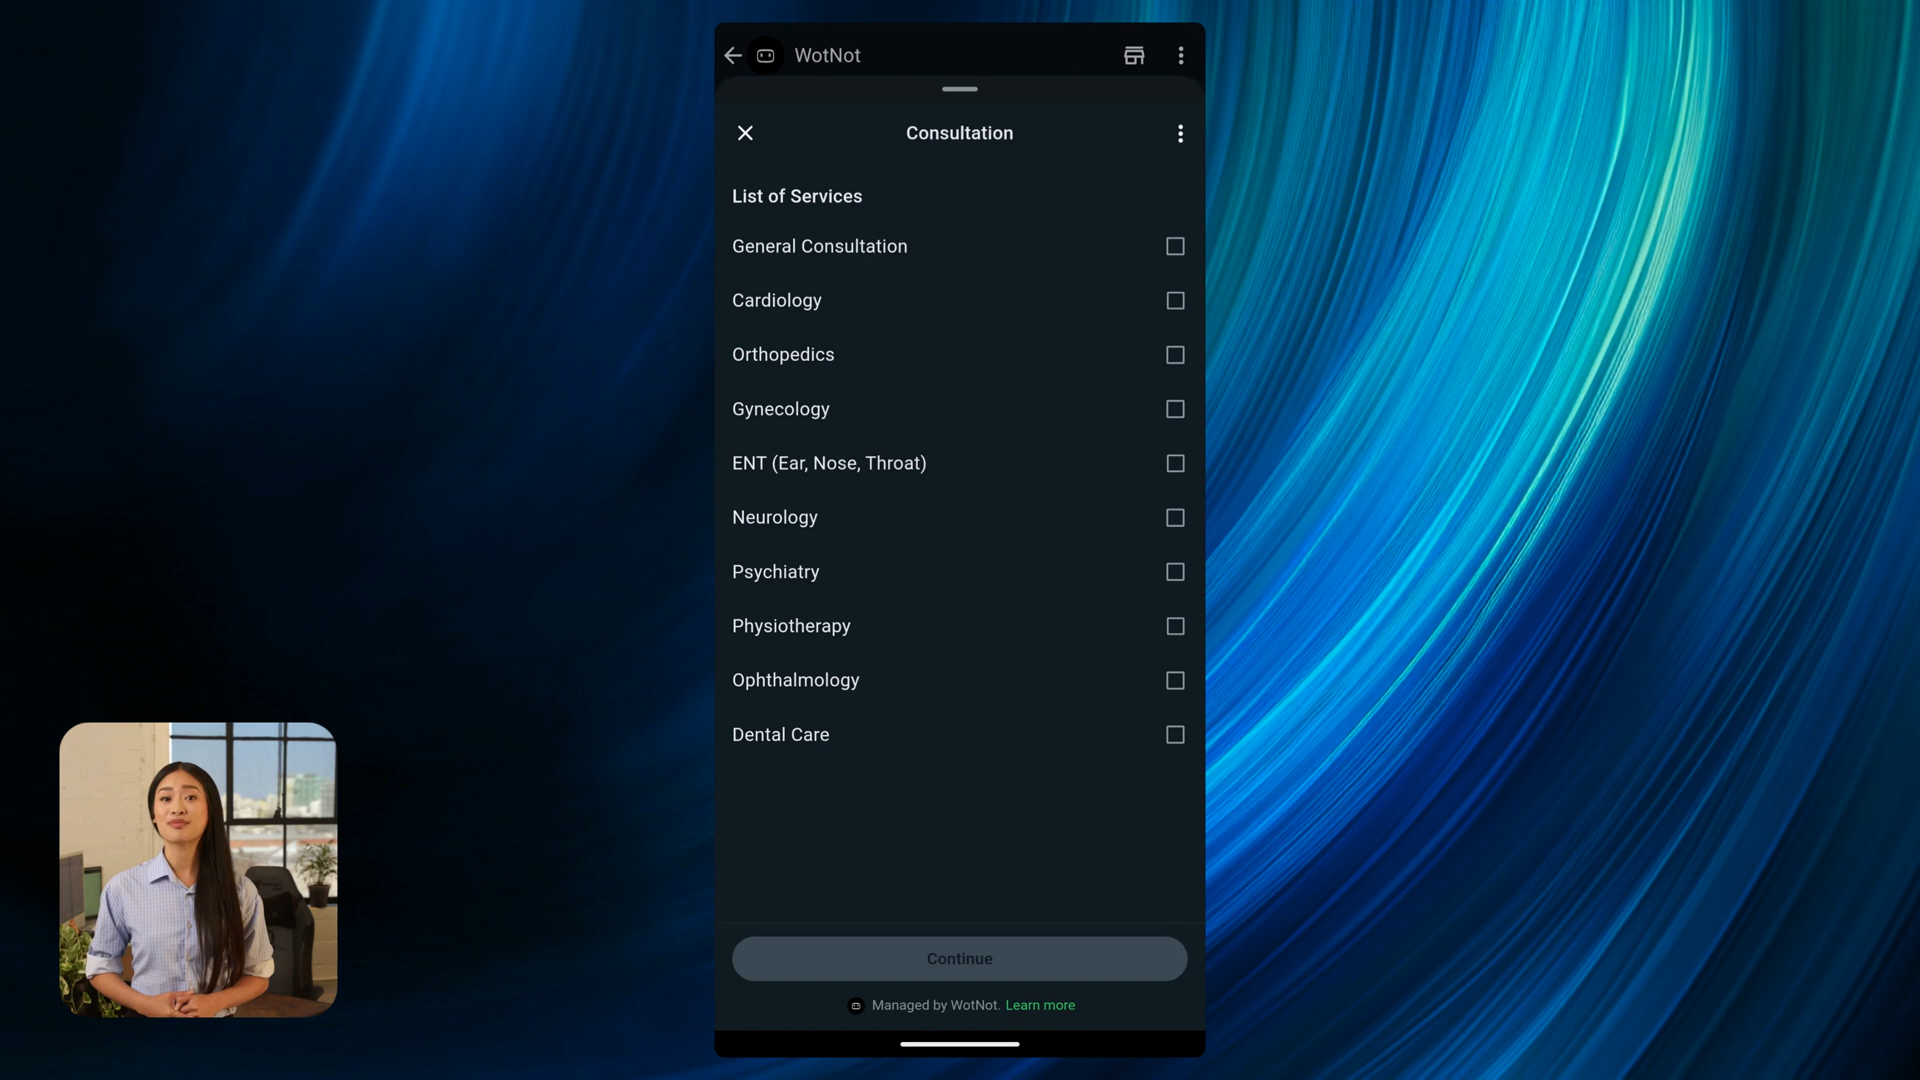 WotNot
Consultation
List of Services
General Consultation
Cardiology
Orthopedics
Gynecology
ENT (Ear, Nose, Throat)
Neurology
Psychiatry
Physiotherapy
Ophthalmology
Dental Care
Continue
Managed by WotNot. Learn more